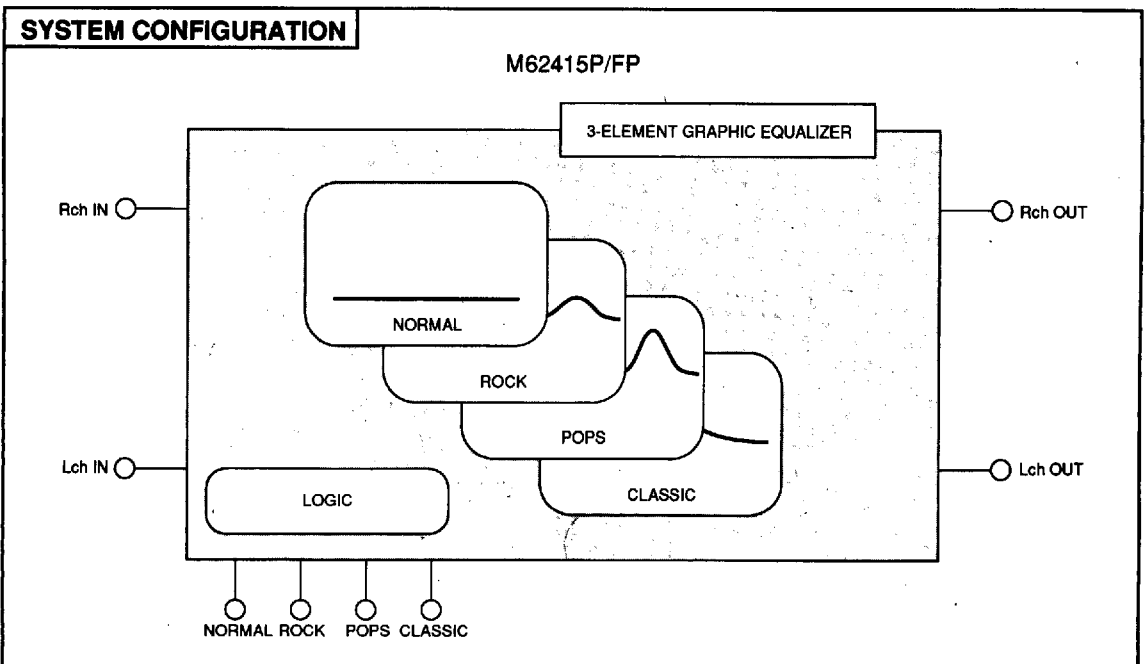 SYSTEM CONFIGURATION
M62415P/FP
3-ELEMENT GRAPHIC EQUALIZER
Rch IN
Rch OUT
NORMAL
ROCK
POPS
CLASSIC
Lch IN
Lch OUT
LOGIC
NORMAL ROCK POPS CLASSIC